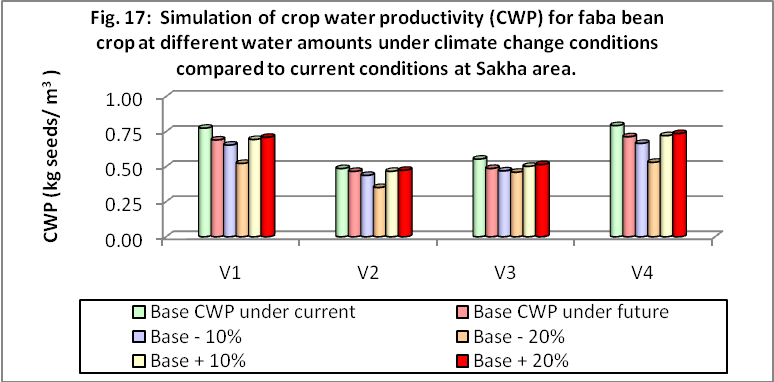 Fig. 17: Simulation of crop water productivity (CWP) for faba bean
crop at different water amounts under climate change conditions
compared to current conditions at Sakha area.
CWP (kg seeds/ m³ )
1.00
0.75
0.50
0.25
0.00
V1 V2 V3 V4
Base CWP under current Base CWP under future
Base - 10% Base - 20%
Base + 10% Base + 20%